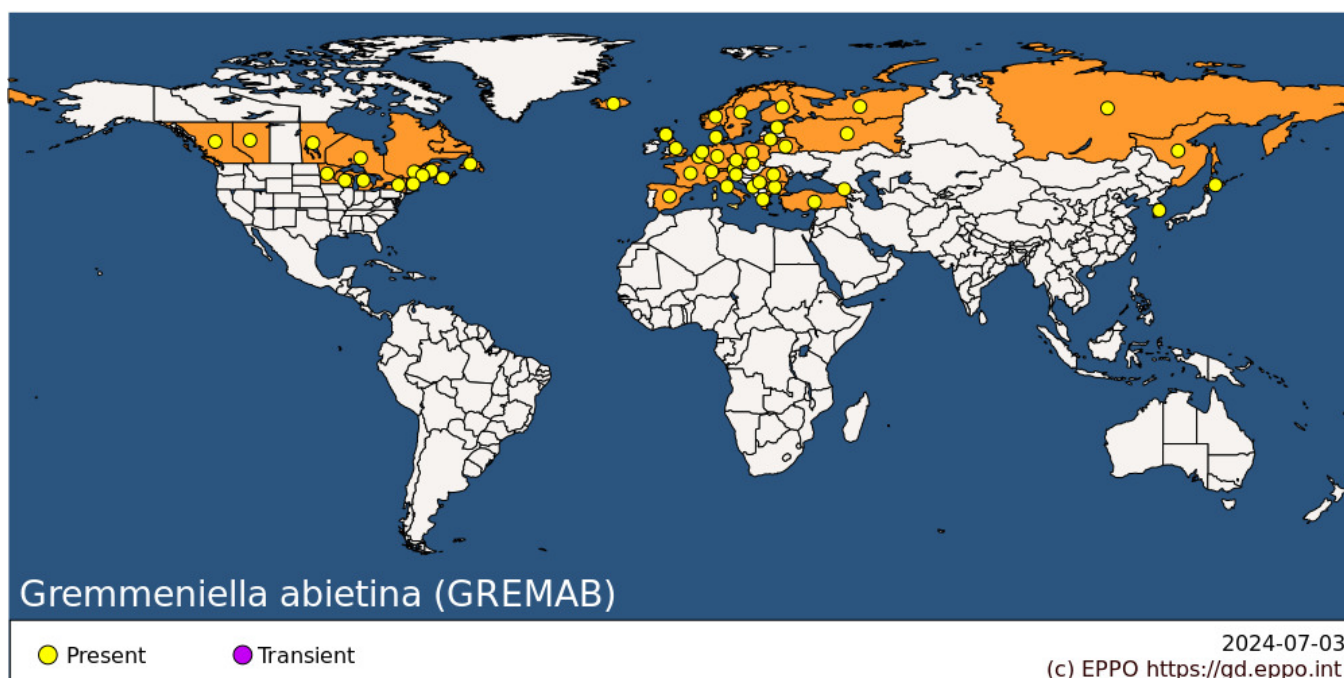 Gremmeniella abietina (GREMAB)
Present
Transient
2024-07-03
(c) EPPO https://gd.eppo.int